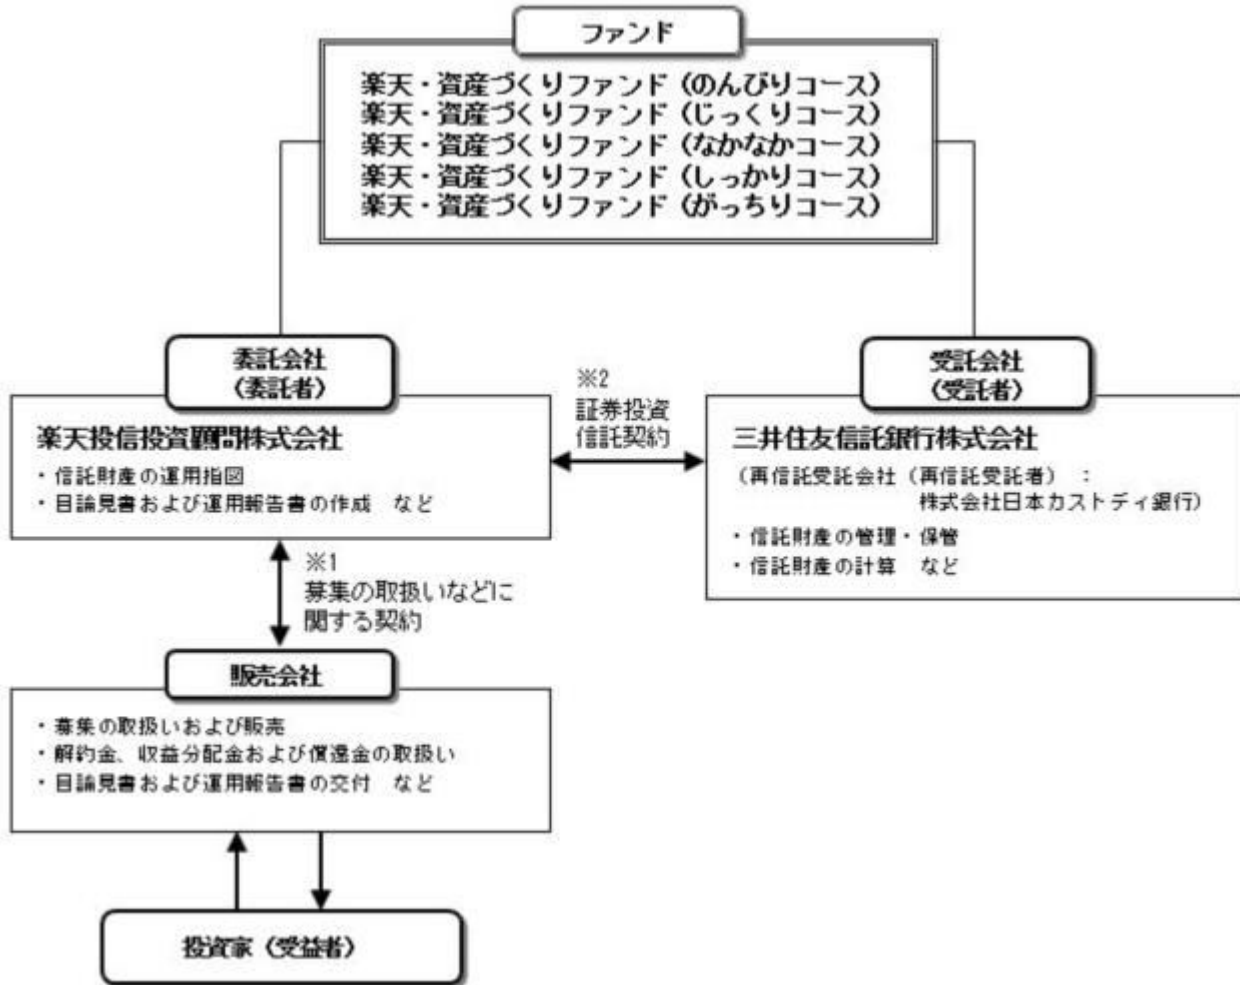 ファンド
楽天・資産づくりファンド（のんびりコース）
楽天・資産づくりファンド（じっくりコース）
楽天・資産づくりファンド（なかなかコース）
楽天・資産づくりファンド（しっかりコース）
楽天・資産づくりファンド（がっちりコース）
委託会社
（委託者）
楽天投信投資顧問株式会社
・信託財産の運用指図
・目論見書および運用報告書の作成　など
※2
証券投資
信託契約
受託会社
（受託者）
三井住友信託銀行株式会社
（再信託受託会社（再信託受託者）：
株式会社日本カストディ銀行）
・信託財産の管理・保管
・信託財産の計算　など
※1
募集の取扱いなどに
関する契約
販売会社
・募集の取扱いおよび販売
・解約金、収益分配金および償還金の取扱い
・目論見書および運用報告書の交付　など
投資家（受益者）